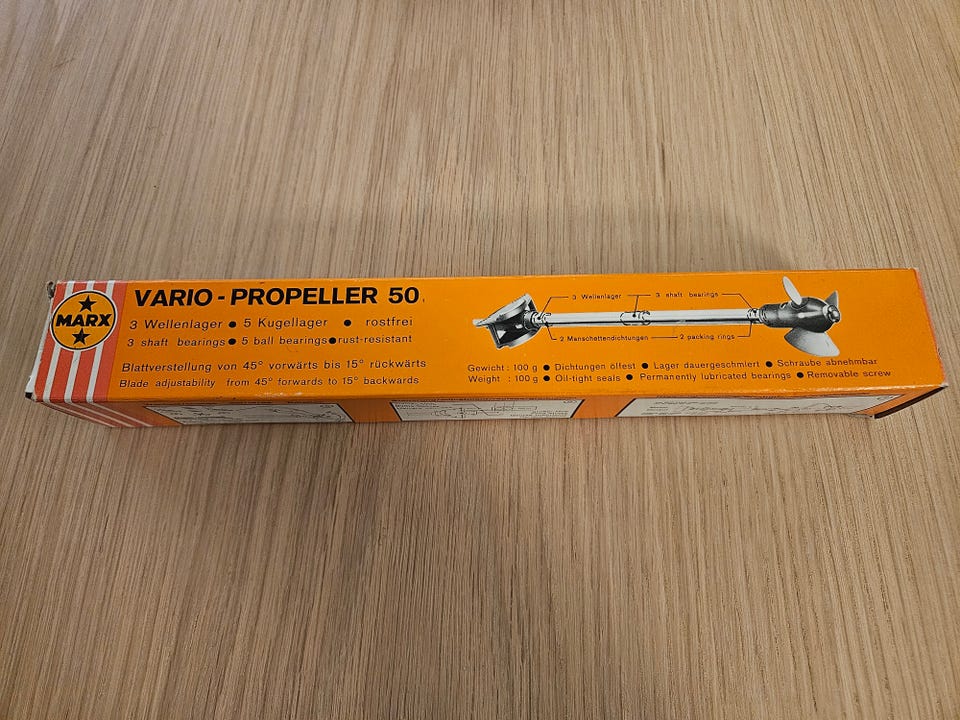 MARX
VARIO-PROPELLER 50
3 Wellenlager ● 5 Kugellager ● rostfrei
3 shaft bearings ● 5 ball bearings ● rust-resistant
Blattverstellung von 45° vorwärts bis 15° rückwärts
Blade adjustability from 45° forwards to 15° backwards
3 Wellenlager 3 shaft bearings
2 Manschettendichtungen 2 packing rings
Gewicht : 100 g ● Dichtungen ölfest ● Lager dauergeschmiert ● Schraube abnehmbar
Weight : 100 g ● Oil-tight seals ● Permanently lubricated bearings ● Removable screw